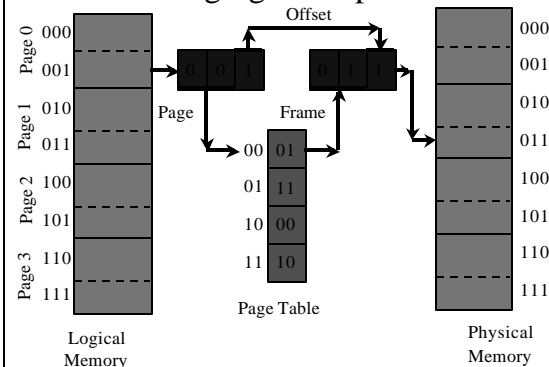 Offset
Page 0
000
001
Page 1
010
011
Page 2
100
101
Page 3
110
111
Logical
Memory
0 0 1
Page
0 1 1
Frame
00 01
01 11
10 00
11 10
Page Table
000
001
010
011
100
101
110
111
Physical
Memory